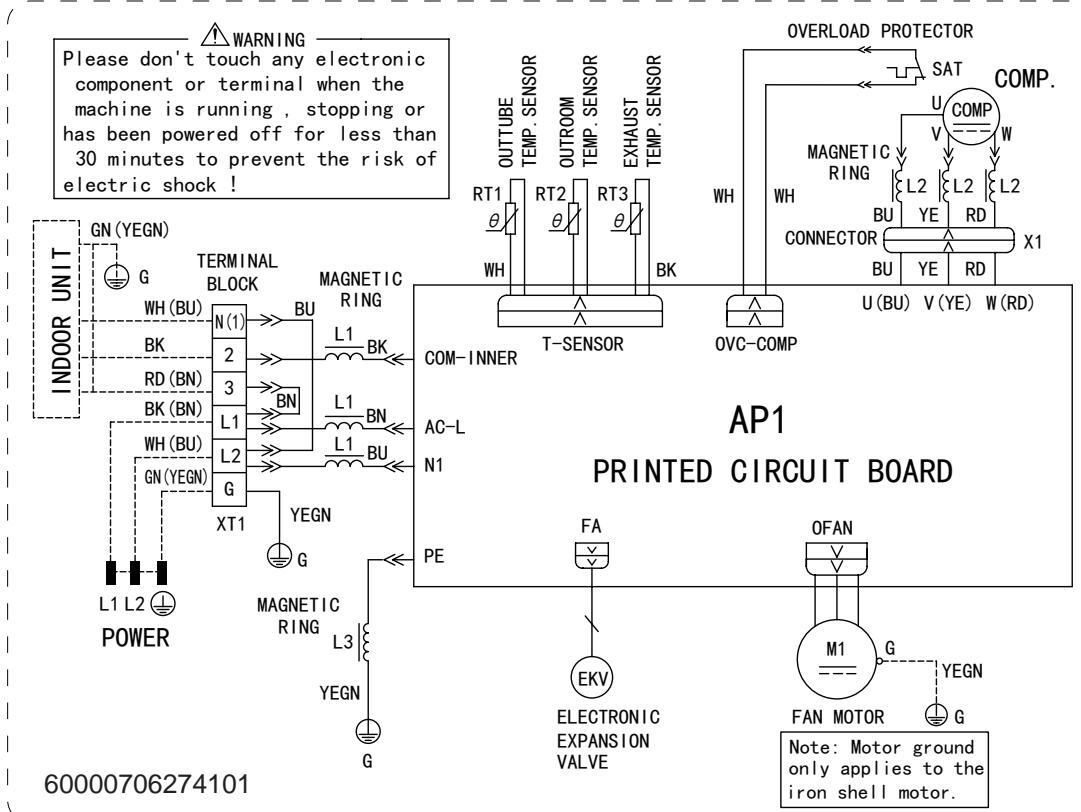 WARNING
Please don't touch any electronic
component or terminal when the
machine is running , stopping or
has been powered off for less than
30 minutes to prevent the risk of
electric shock !
OUTTUBE
TEMP. SENSOR
OUTROOM
TEMP. SENSOR
EXHAUST
TEMP. SENSOR
RT1
θ
RT2
θ
RT3
θ
WH
BK
T-SENSOR
OVERLOAD PROTECTOR
SAT
WH
WH
OVC-COMP
COMP.
COMP
U
V
W
MAGNETIC
RING
L2
L2
L2
BU YE RD
CONNECTOR
X1
BU YE RD
U(BU) V(YE) W(RD)
INDOOR UNIT
GN(YEGN)
G
TERMINAL
BLOCK
MAGNETIC
RING
WH(BU)
N(1)
BU
BK
2
L1
BK
COM-INNER
RD(BN)
3
BN
BK(BN)
L1
L1
BN
AC-L
WH(BU)
L2
L1
BU
N1
GN(YEGN)
G
XT1
YEGN
G
L1 L2
POWER
AP1
PRINTED CIRCUIT BOARD
PE
MAGNETIC
RING
L3
YEGN
G
FA
EKV
ELECTRONIC
EXPANSION
VALVE
OFAN
M1
G
YEGN
G
FAN MOTOR
Note: Motor ground
only applies to the
iron shell motor.
60000706274101